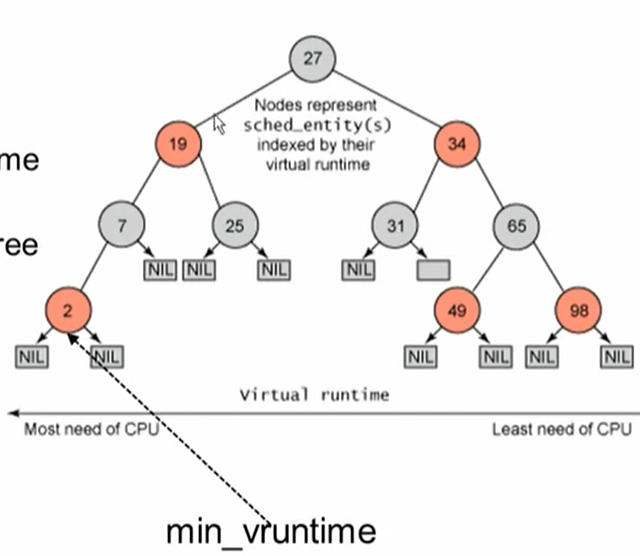 27
Nodes represent
sched_entity(s)
indexed by their
virtual runtime
me
19
34
ree
7
25
31
65
NIL NIL NIL NIL
2
49
98
NIL NIL NIL NIL NIL NIL
Virtual runtime
Most need of CPU Least need of CPU
min_vruntime